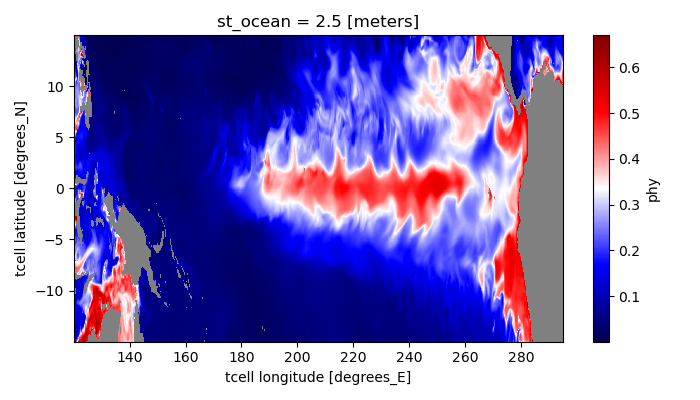 st_ocean = 2.5 [meters]
10
5
0
−5
−10
tcell latitude [degrees_N]
140 160 180 200 220 240 260 280
tcell longitude [degrees_E]
0.6
0.5
0.4
0.3
0.2
0.1
phy